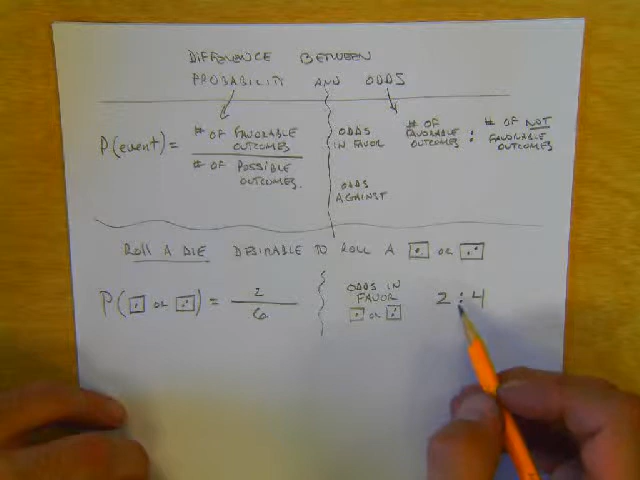 DIFFERENCE BETWEEN
PROBABILITY AND ODDS
P(event) = # OF FAVORABLE OUTCOMES
# OF POSSIBLE OUTCOMES.
ODDS IN FAVOR
# OF FAVORABLE OUTCOMES : # OF NOT FAVORABLE OUTCOMES
ODDS AGAINST
ROLL A DIE DESIRABLE TO ROLL A OR
P( OR ) = 2
6
ODDS IN
FAVOR
OR
2 : 4